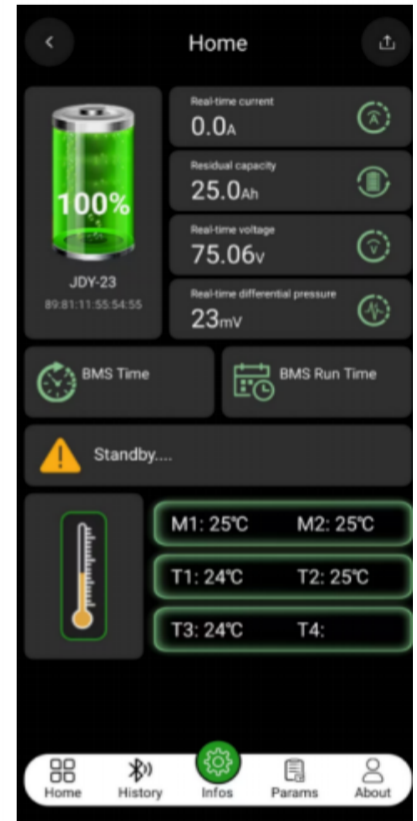 Home
Real-time current
0.0A
Residual capacity
25.0Ah
100%
Real-time voltage
75.06V
JDY-23
89:81:11:55:54:55
Real-time differential pressure
23mV
BMS Time
BMS Run Time
Standby....
M1: 25℃ M2: 25℃
T1: 24℃ T2: 25℃
T3: 24℃ T4:
Home History Infos Params About